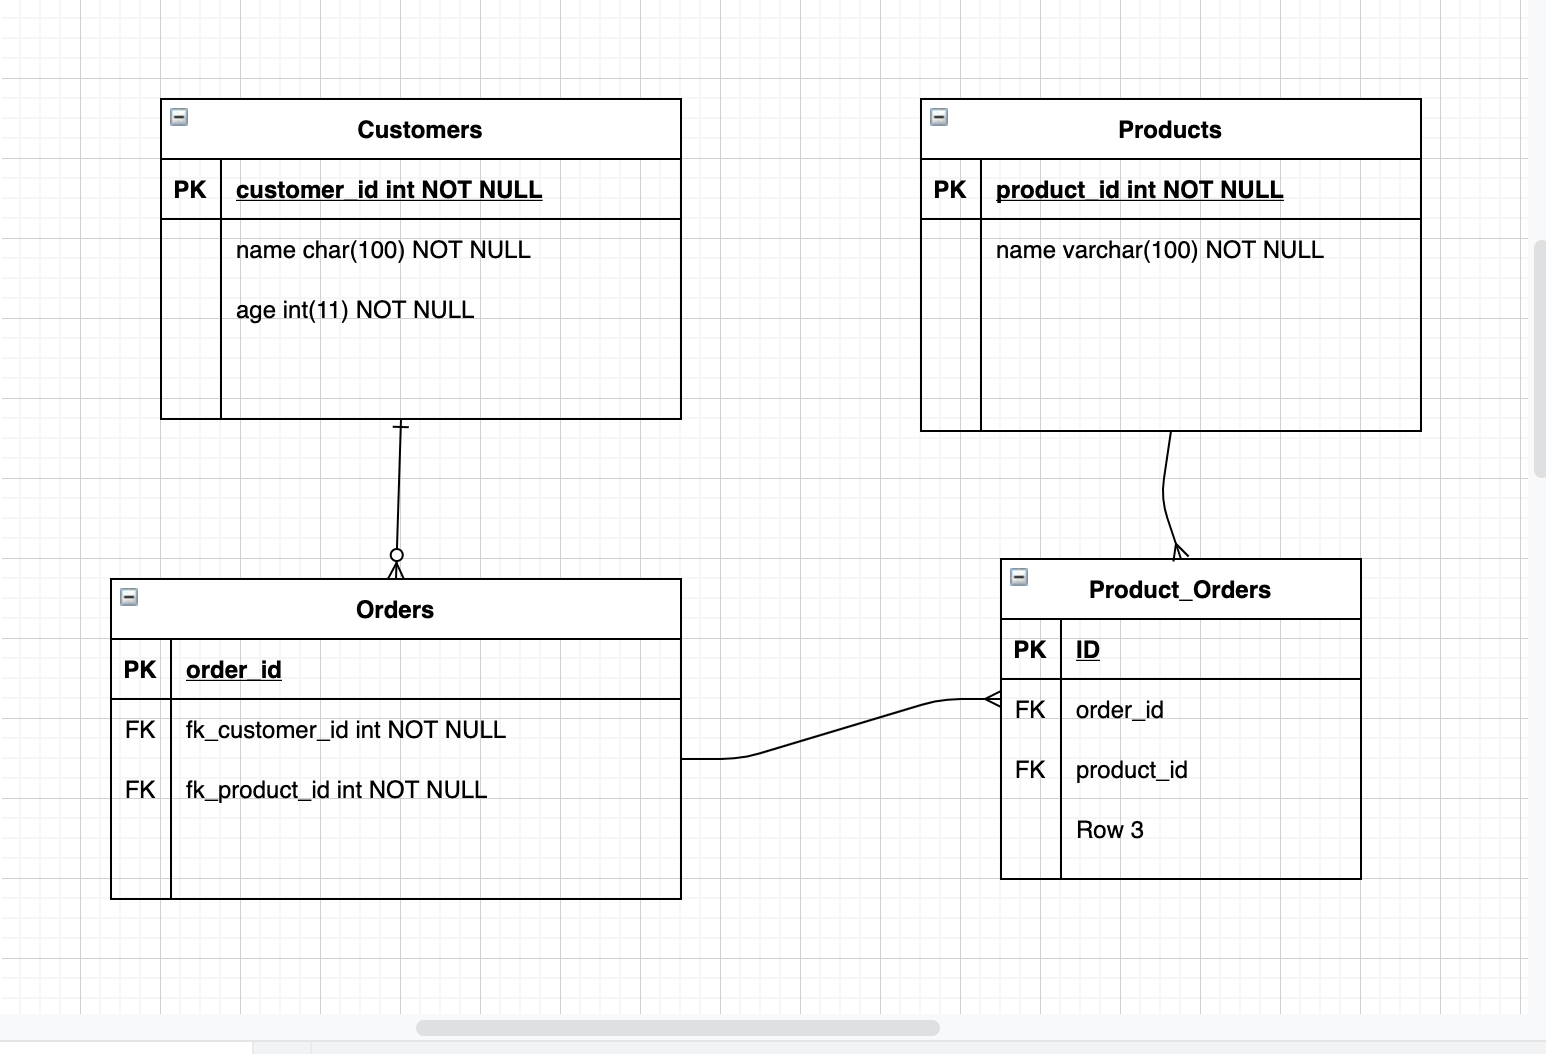 Customers
PK customer_id int NOT NULL
name char(100) NOT NULL
age int(11) NOT NULL
Products
PK product_id int NOT NULL
name varchar(100) NOT NULL
Orders
PK order_id
FK fk_customer_id int NOT NULL
FK fk_product_id int NOT NULL
Product_Orders
PK ID
FK order_id
FK product_id
Row 3